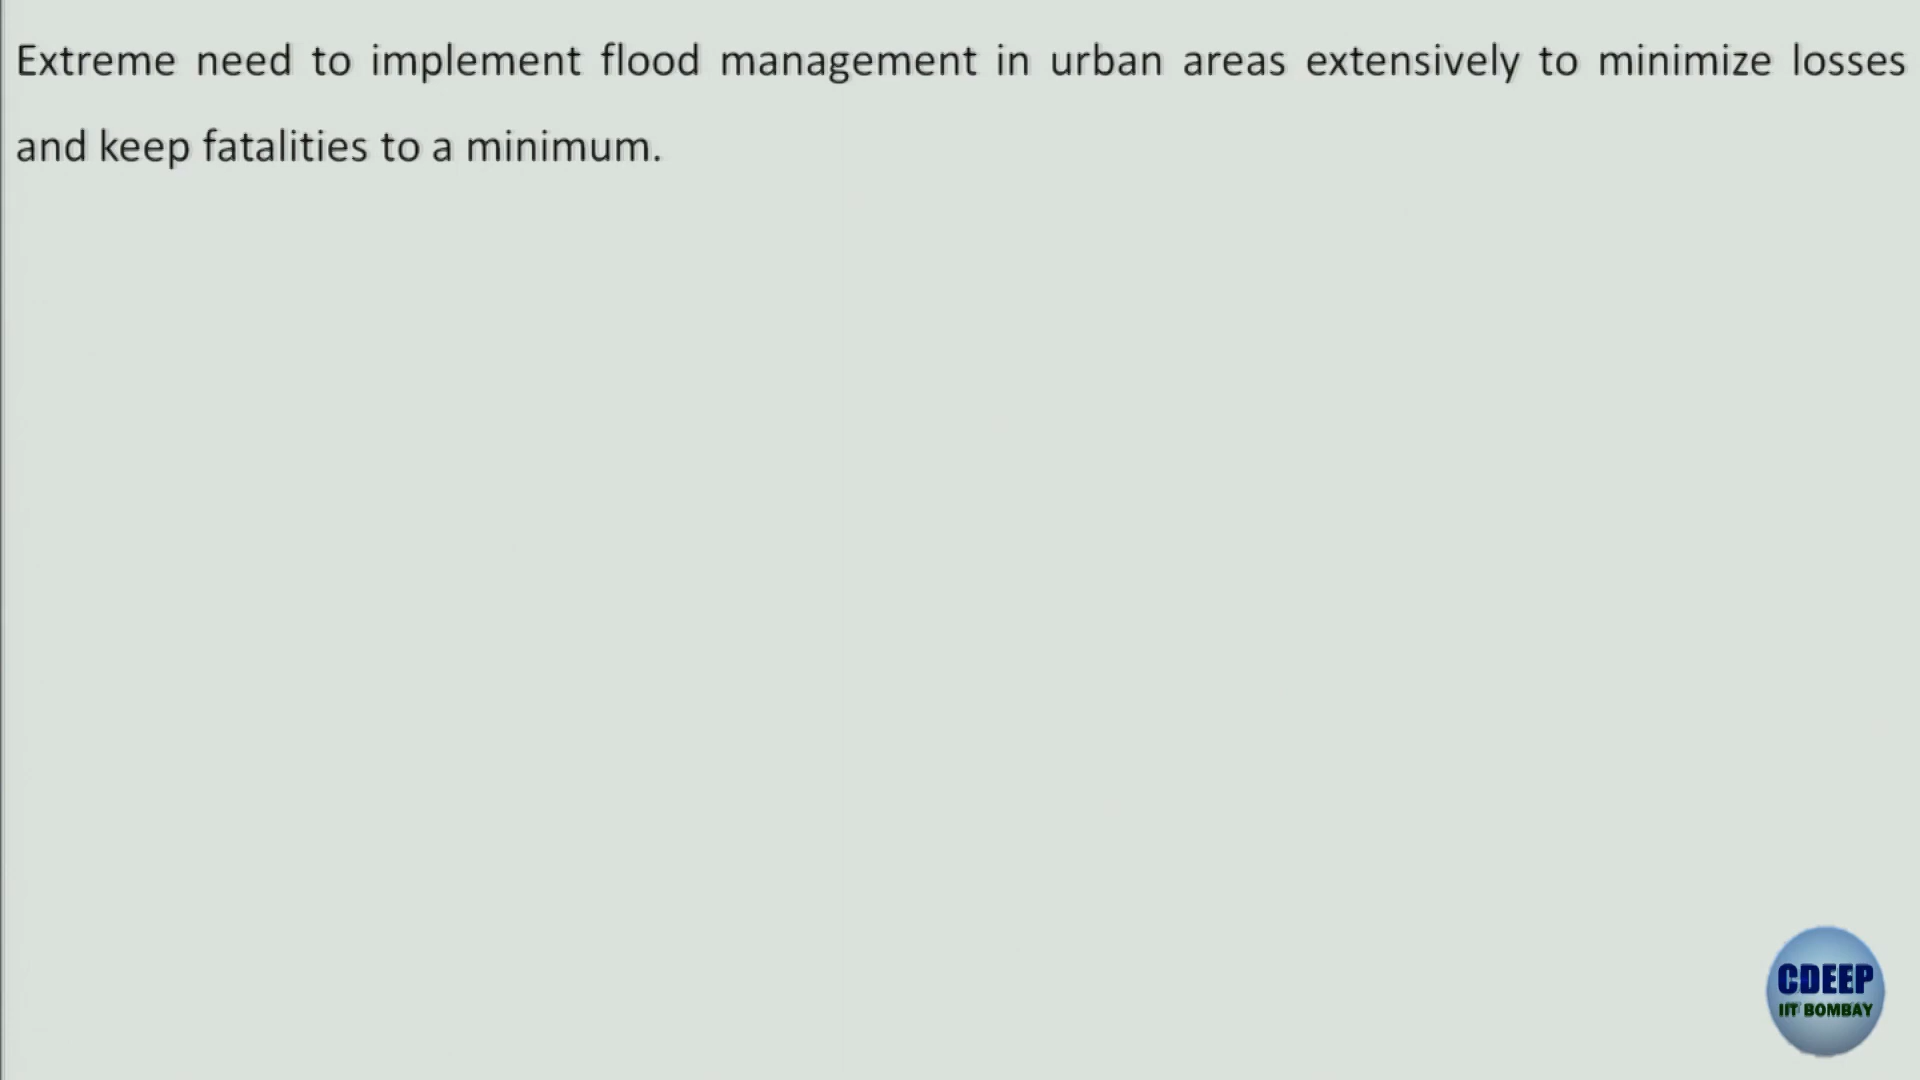 Extreme need to implement flood management in urban areas extensively to minimize losses
and keep fatalities to a minimum.
CDEEP
IIT BOMBAY